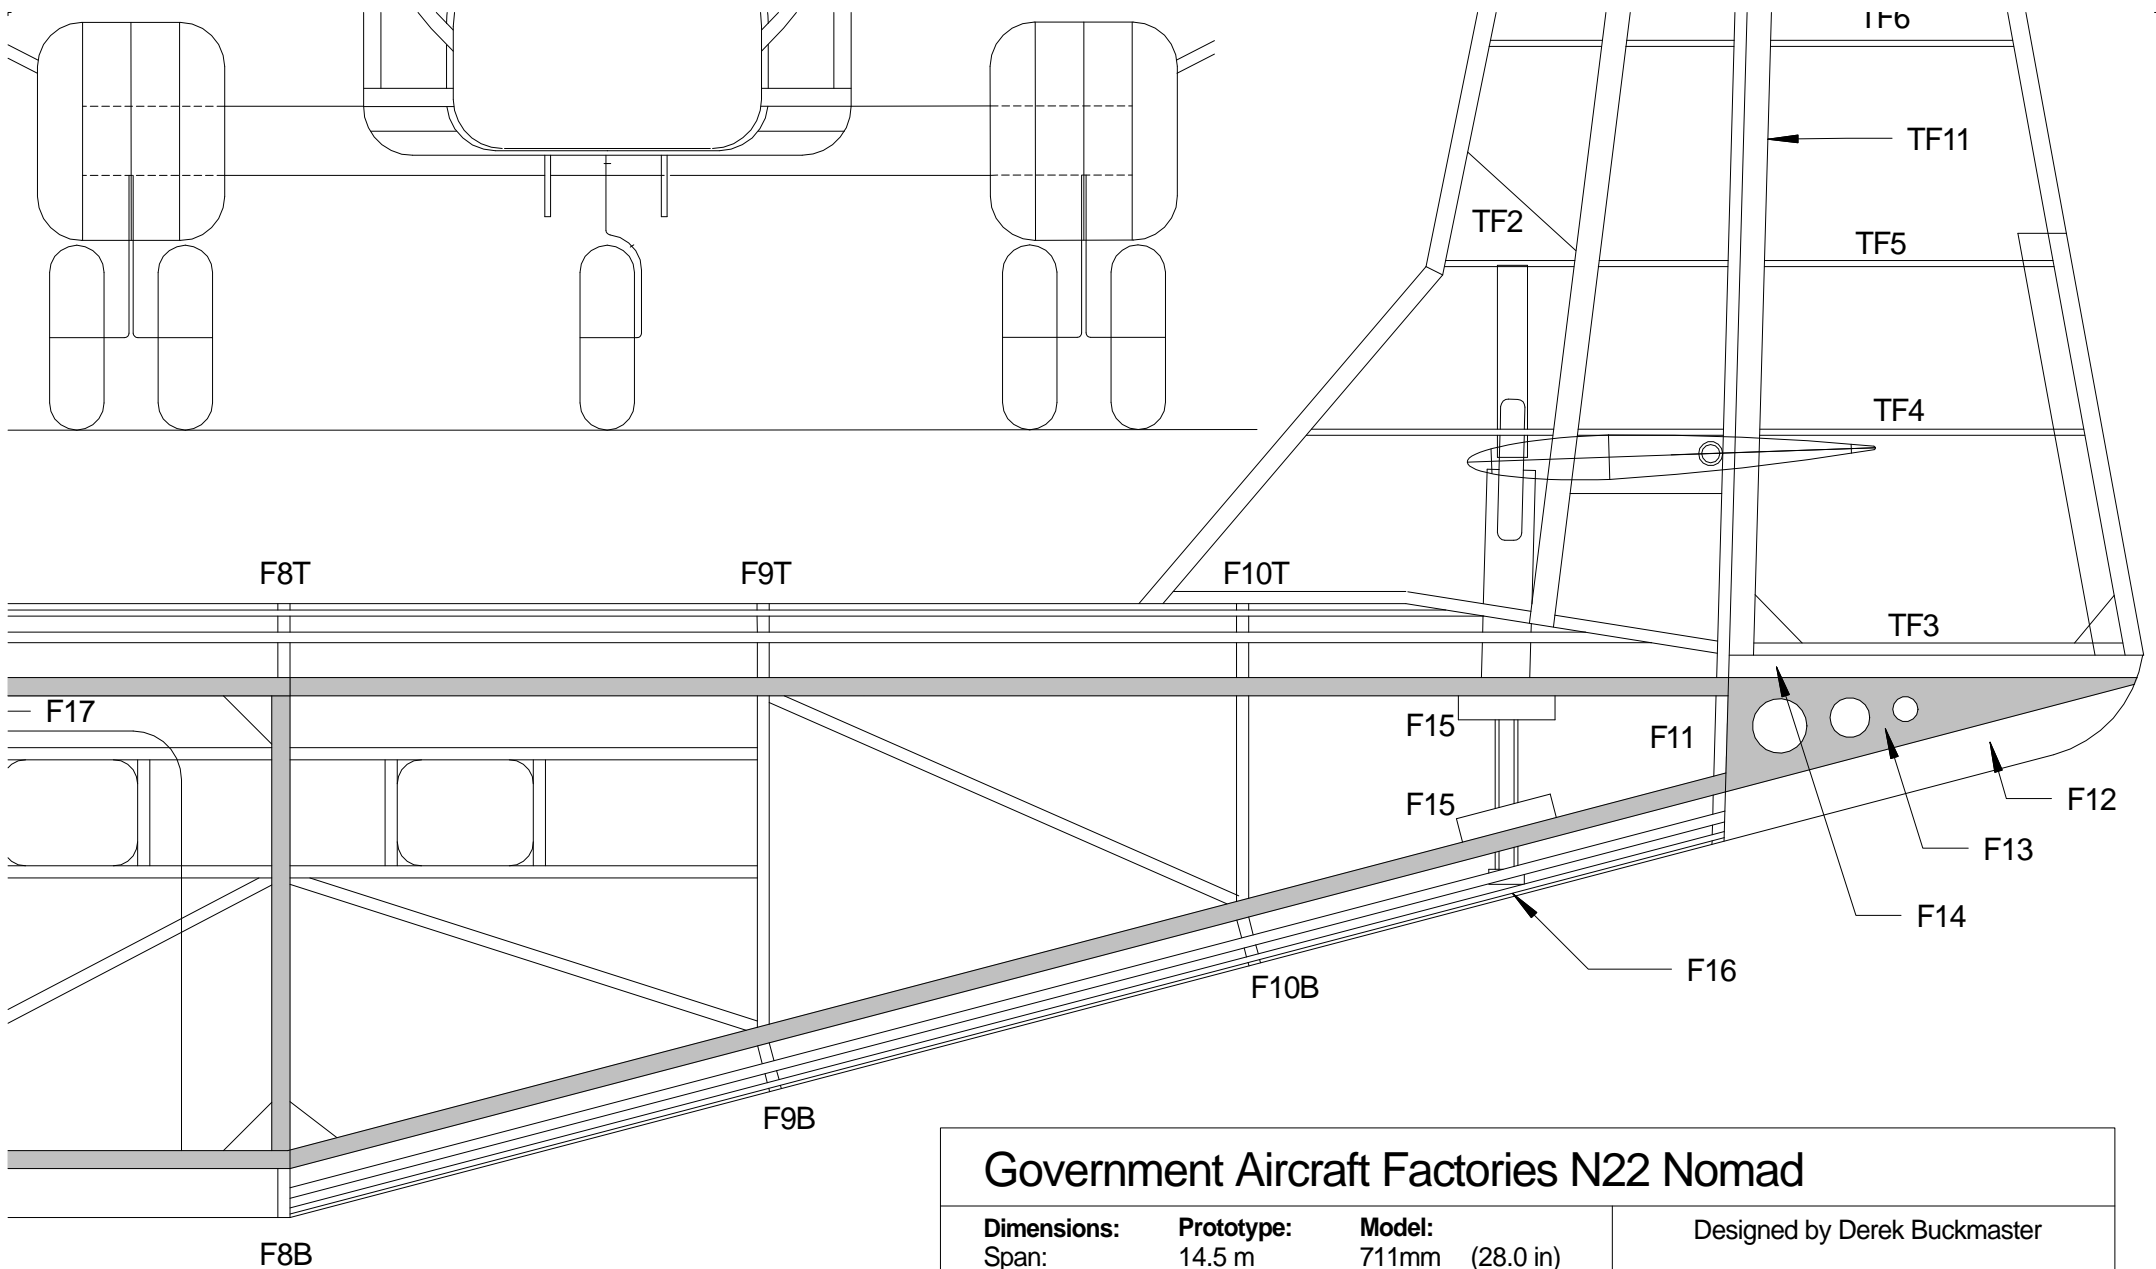 TF6
TF11
TF2
TF5
TF4
F8T
F9T
F10T
TF3
F17
F15
F11
F15
F12
F13
F14
F16
F10B
F9B
F8B
Government Aircraft Factories N22 Nomad
Dimensions: Prototype: Model:
Span: 14.5 m 711mm (28.0 in)
Designed by Derek Buckmaster